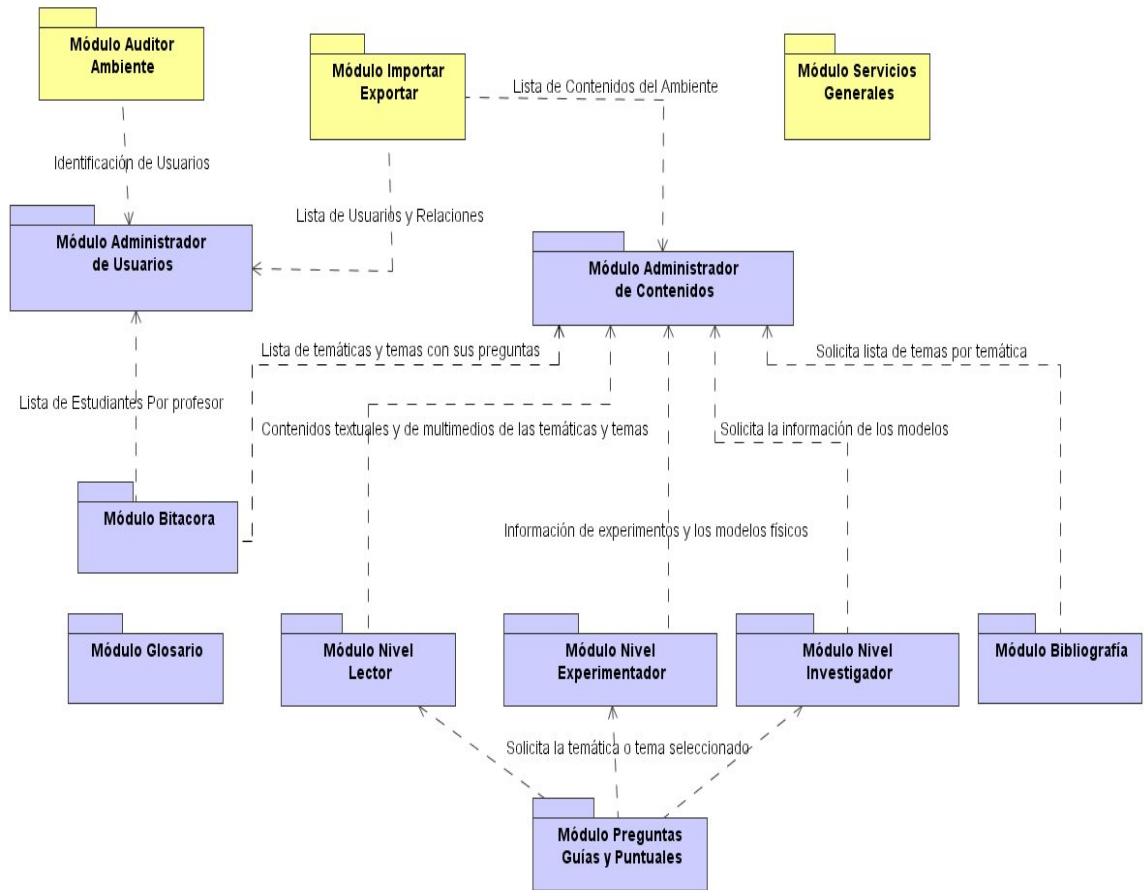 Módulo Auditor
Ambiente
Módulo Importar
Exportar
Módulo Servicios
Generales
Lista de Contenidos del Ambiente
Identificación de Usuarios
Lista de Usuarios y Relaciones
Módulo Administrador
de Usuarios
Módulo Administrador
de Contenidos
Lista de temáticas y temas con sus preguntas
Solicita lista de temas por temática
Lista de Estudiantes Por profesor
Contenidos textuales y de multimedios de las temáticas y temas
Solicita la información de los modelos
Módulo Bitacora
Información de experimentos y los modelos físicos
Módulo Glosario
Módulo Nivel
Lector
Módulo Nivel
Experimentador
Módulo Nivel
Investigador
Módulo Bibliografía
Solicita la temática o tema seleccionado
Módulo Preguntas
Guías y Puntuales